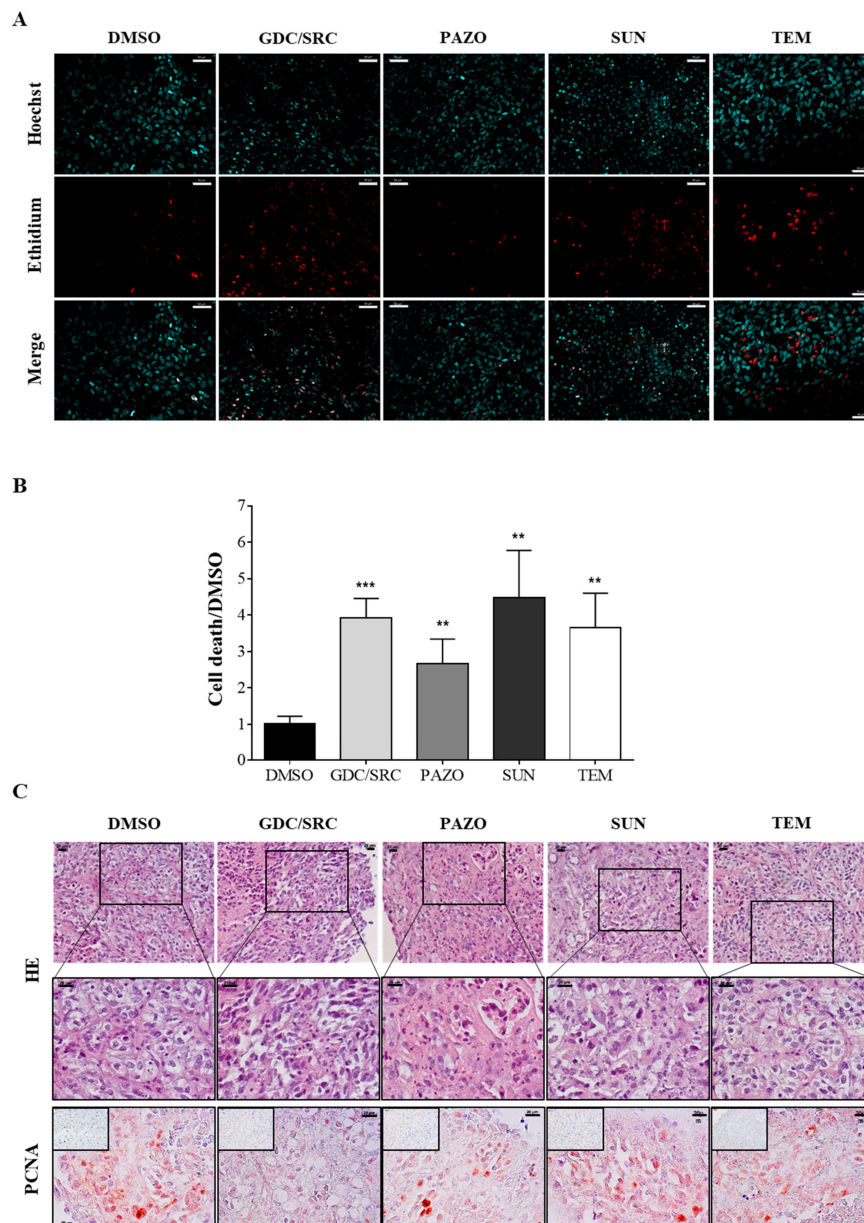 A
DMSO GDC/SRC PAZO SUN TEM
Hoechst
Ethidium
Merge
B
Cell death/DMSO
7
6
5
4
3
2
1
0
***
**
**
**
DMSO GDC/SRC PAZO SUN TEM
C
DMSO GDC/SRC PAZO SUN TEM
HE
PCNA